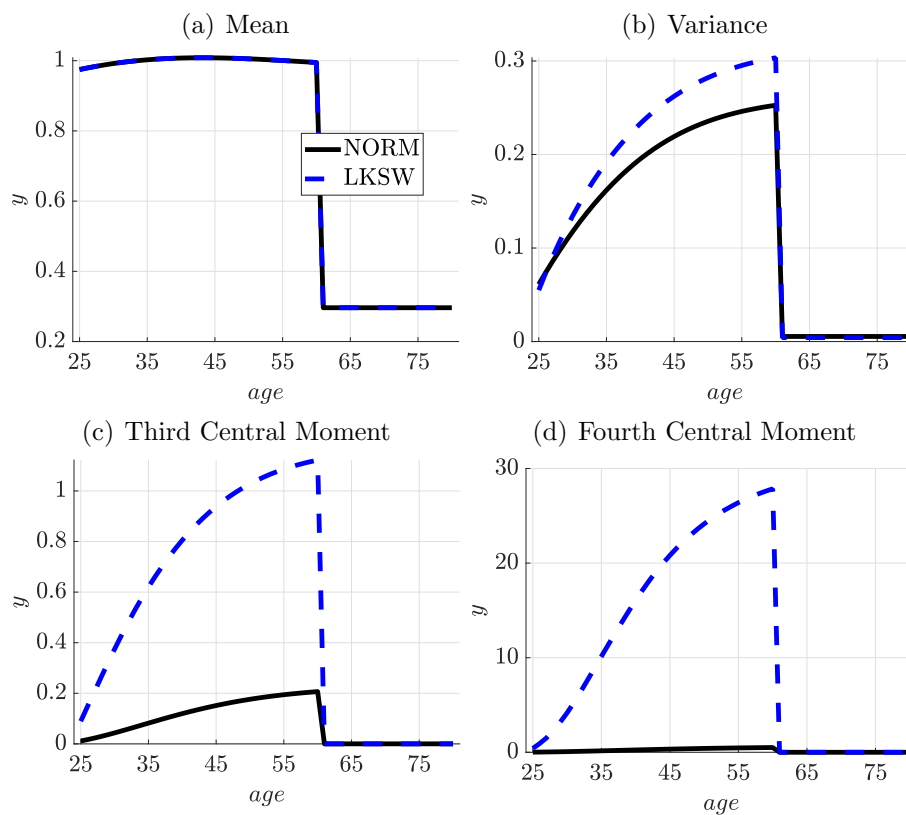 (a) Mean
1
0.8
0.6
0.4
0.2
y
25 35 45 55 65 75
age
NORM
LKSW
(b) Variance
0.3
0.2
0.1
0
y
25 35 45 55 65 75
age
(c) Third Central Moment
1
0.8
0.6
0.4
0.2
0
y
25 35 45 55 65 75
age
(d) Fourth Central Moment
30
20
10
0
y
25 35 45 55 65 75
age